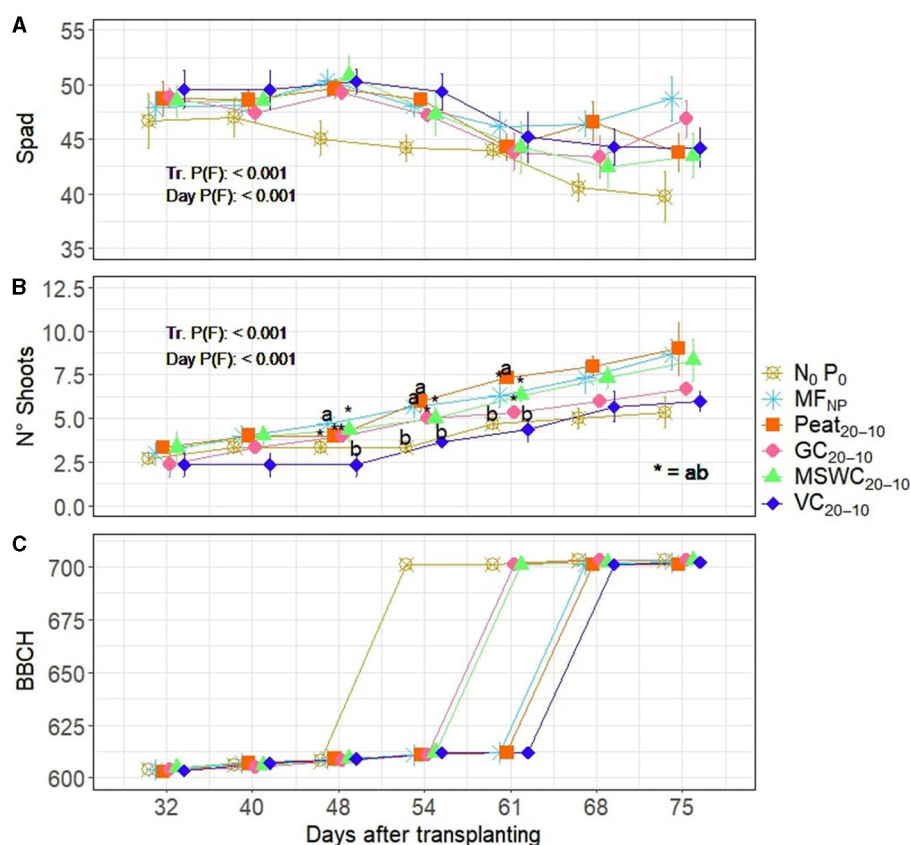 A
55
50
45
40
35
Spad
Tr. P(F): < 0.001
Day P(F): < 0.001
B
12.5
10.0
7.5
5.0
2.5
0.0
N° Shoots
Tr. P(F): < 0.001
Day P(F): < 0.001
a
* * * *
b
a
a
* *
b
b
a
* *
*
b
b
* = ab
N₀ P₀
MF_NP
Peat₂₀₋₁₀
GC₂₀₋₁₀
MSWC₂₀₋₁₀
VC₂₀₋₁₀
C
700
675
650
625
600
BBCH
32 40 48 54 61 68 75
Days after transplanting